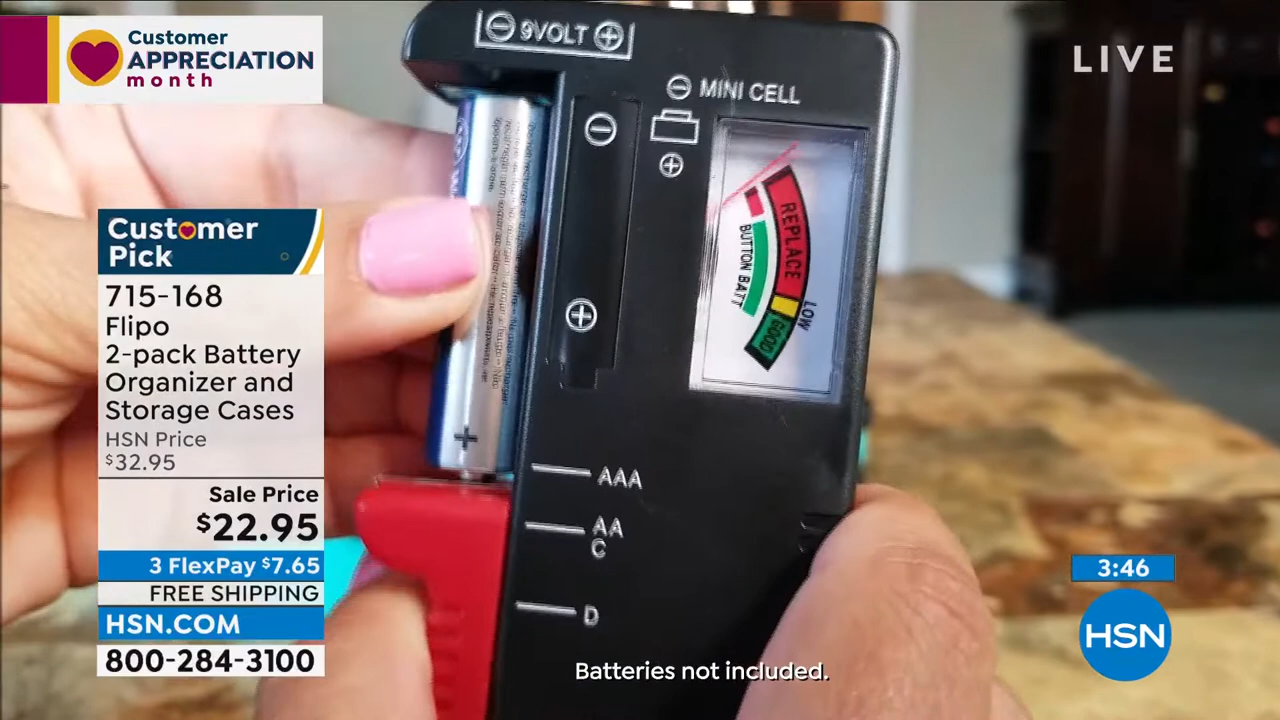 Customer
APPRECIATION
month
LIVE
Customer
Pick
715-168
Flipo
2-pack Battery
Organizer and
Storage Cases
HSN Price
$32.95
Sale Price
$22.95
3 FlexPay $7.65
FREE SHIPPING
HSN.COM
800-284-3100
⊖ 9VOLT ⊕
⊖ MINI CELL
⊕
⊖
⊕
REPLACE
LOW
GOOD
BUTTON BATT
+
AAA
AA
C
D
Batteries not included.
3:46
HSN